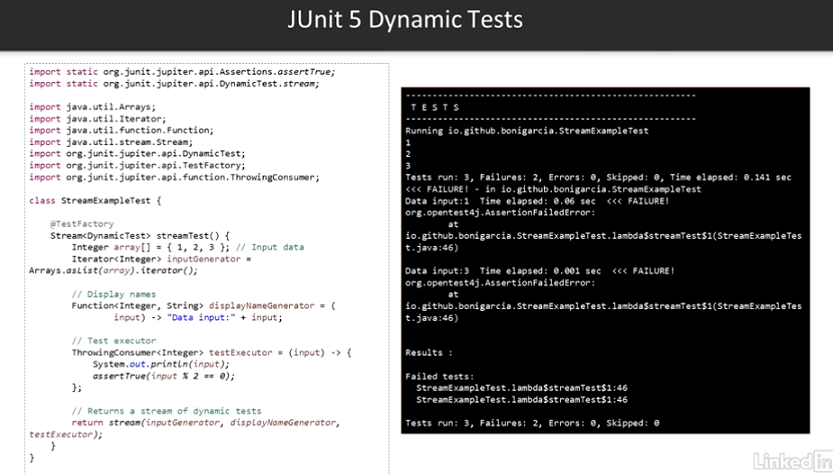 JUnit 5 Dynamic Tests
import static org.junit.jupiter.api.Assertions.assertTrue;
import static org.junit.jupiter.api.DynamicTest.stream;
import java.util.Arrays;
import java.util.Iterator;
import java.util.function.Function;
import java.util.stream.Stream;
import org.junit.jupiter.api.DynamicTest;
import org.junit.jupiter.api.TestFactory;
import org.junit.jupiter.api.function.ThrowingConsumer;
class StreamExampleTest {
@TestFactory
Stream<DynamicTest> streamTest() {
Integer array[] = { 1, 2, 3 }; // Input data
Iterator<Integer> inputGenerator =
Arrays.asList(array).iterator();
// Display names
Function<Integer, String> displayNameGenerator = (
input) -> "Data input:" + input;
// Test executor
ThrowingConsumer<Integer> testExecutor = (input) -> {
System.out.println(input);
assertTrue(input % 2 == 0);
};
// Returns a stream of dynamic tests
return stream(inputGenerator, displayNameGenerator,
testExecutor);
}
}
-------------------------------------------------------
T E S T S
-------------------------------------------------------
Running io.github.bonigarcia.StreamExampleTest
1
2
3
Tests run: 3, Failures: 2, Errors: 0, Skipped: 0, Time elapsed: 0.141 sec
<<< FAILURE! - in io.github.bonigarcia.StreamExampleTest
Data input:1 Time elapsed: 0.06 sec <<< FAILURE!
org.opentest4j.AssertionFailedError:
at
io.github.bonigarcia.StreamExampleTest.lambda$streamTest$1(StreamExampleTes
t.java:46)
Data input:3 Time elapsed: 0.001 sec <<< FAILURE!
org.opentest4j.AssertionFailedError:
at
io.github.bonigarcia.StreamExampleTest.lambda$streamTest$1(StreamExampleTes
t.java:46)
Results :
Failed tests:
StreamExampleTest.lambda$streamTest$1:46
StreamExampleTest.lambda$streamTest$1:46
Tests run: 3, Failures: 2, Errors: 0, Skipped: 0
Linked in